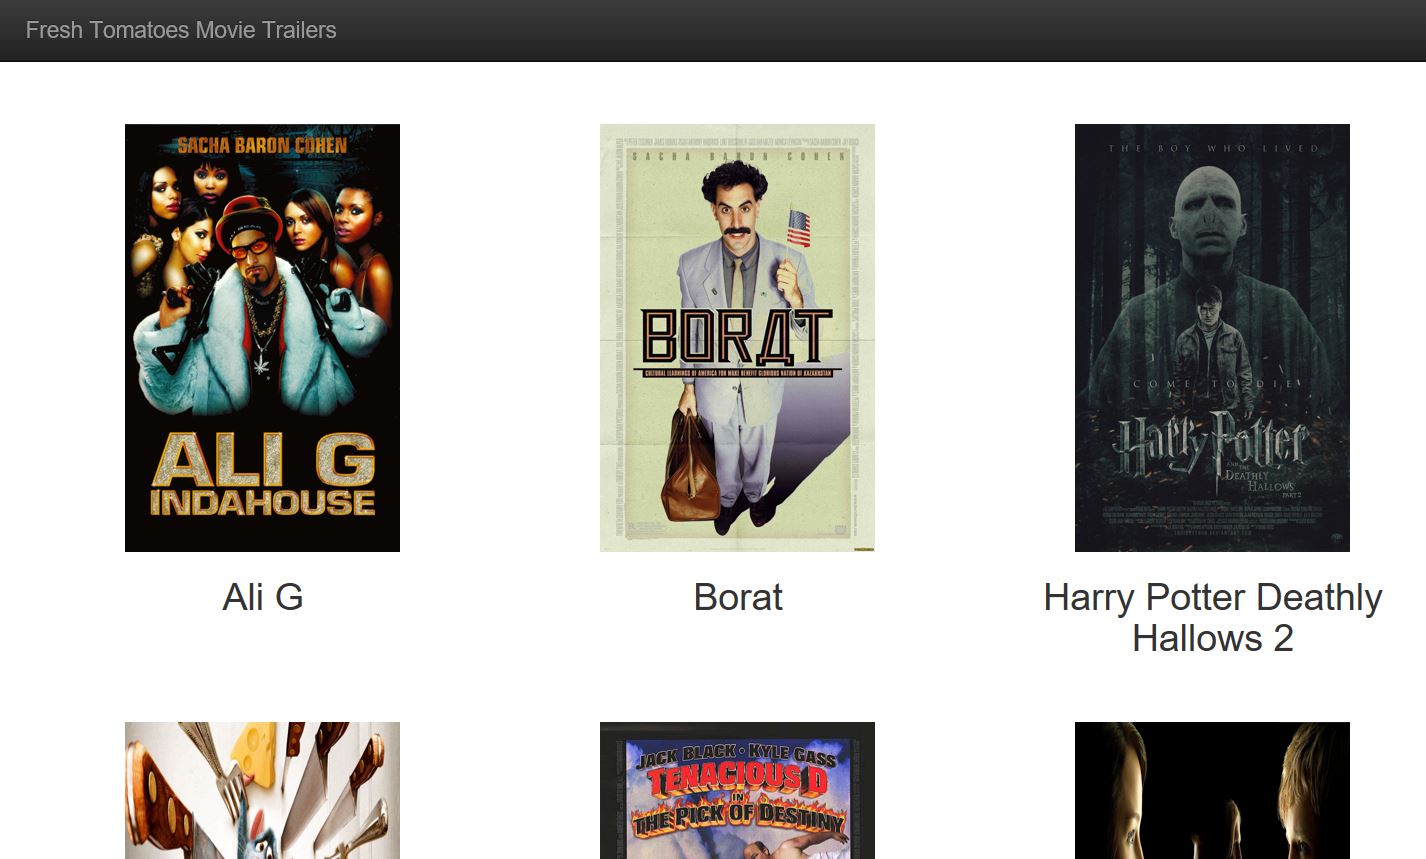 Fresh Tomatoes Movie Trailers
SACHA BARON COHEN
ALI G
INDAHOUSE
SACHA BARON COHEN
BORAT
CULTURAL LEARNINGS OF AMERICA FOR MAKE BENEFIT GLORIOUS NATION OF KAZAKHSTAN
THE BOY WHO LIVED
COME TO DIE
Harry Potter
AND THE
DEATHLY
HALLOWS
PART 2
Ali G
Borat
Harry Potter Deathly
Hallows 2
JACK BLACK · KYLE GASS
TENACIOUS D
IN
THE PICK OF DESTINY